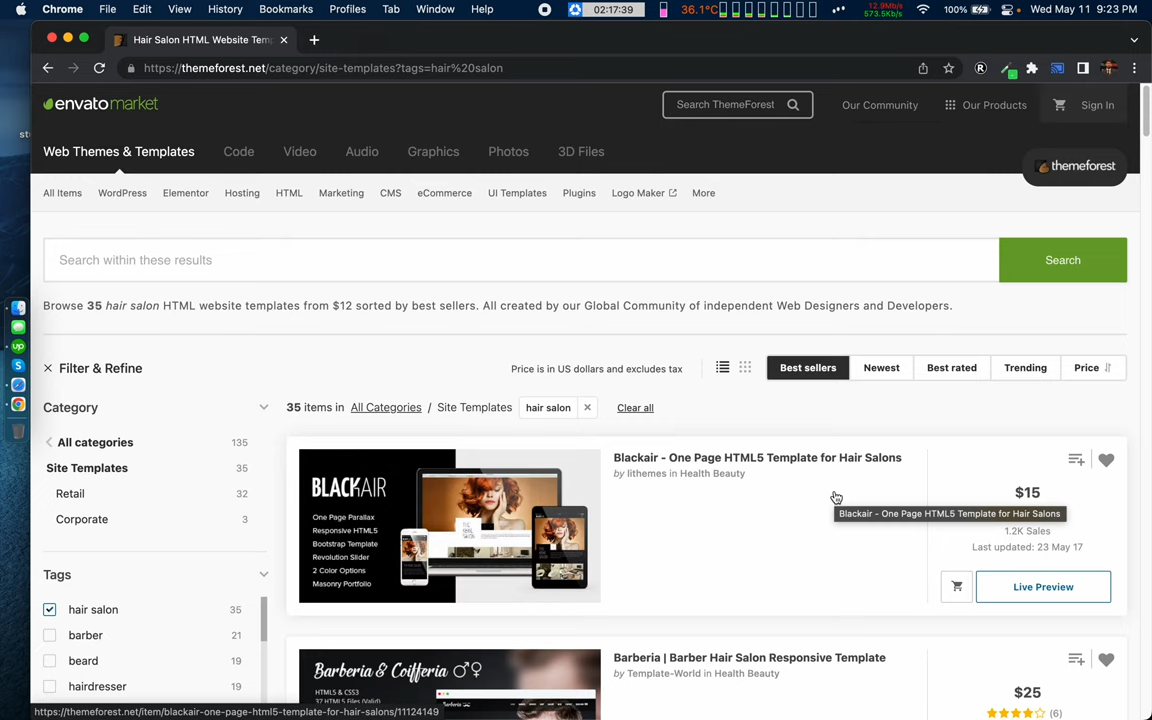 Chrome File Edit View History Bookmarks Profiles Tab Window Help 02:17:39 36.1°C 12.9Mb/s 573.5Kb/s 100% Wed May 11 9:23 PM
Hair Salon HTML Website Tem
https://themeforest.net/category/site-templates?tags=hair%20salon
envatomarket Search ThemeForest Our Community Our Products Sign In
Web Themes & Templates Code Video Audio Graphics Photos 3D Files
themeforest
All Items WordPress Elementor Hosting HTML Marketing CMS eCommerce UI Templates Plugins Logo Maker More
Search within these results Search
Browse 35 hair salon HTML website templates from $12 sorted by best sellers. All created by our Global Community of independent Web Designers and Developers.
Filter & Refine Price is in US dollars and excludes tax Best sellers Newest Best rated Trending Price
Category 35 items in All Categories / Site Templates hair salon Clear all
All categories 135
Site Templates 35
Retail 32
Corporate 3
Tags
hair salon 35
barber 21
beard 19
hairdresser 19
BLACKAIR
One Page Parallax
Responsive HTML5
Bootstrap Template
Revolution Slider
2 Color Options
Masonry Portfolio
Blackair - One Page HTML5 Template for Hair Salons
by lithemes in Health Beauty
$15
Blackair - One Page HTML5 Template for Hair Salons
1.2K Sales
Last updated: 23 May 17
Live Preview
Barberia & Coifferia
HTML5 & CSS3
37 HTML5 Files (Valid)
Barberia | Barber Hair Salon Responsive Template
by Template-World in Health Beauty
$25
(6)
https://themeforest.net/item/blackair-one-page-html5-template-for-hair-salons/11124149